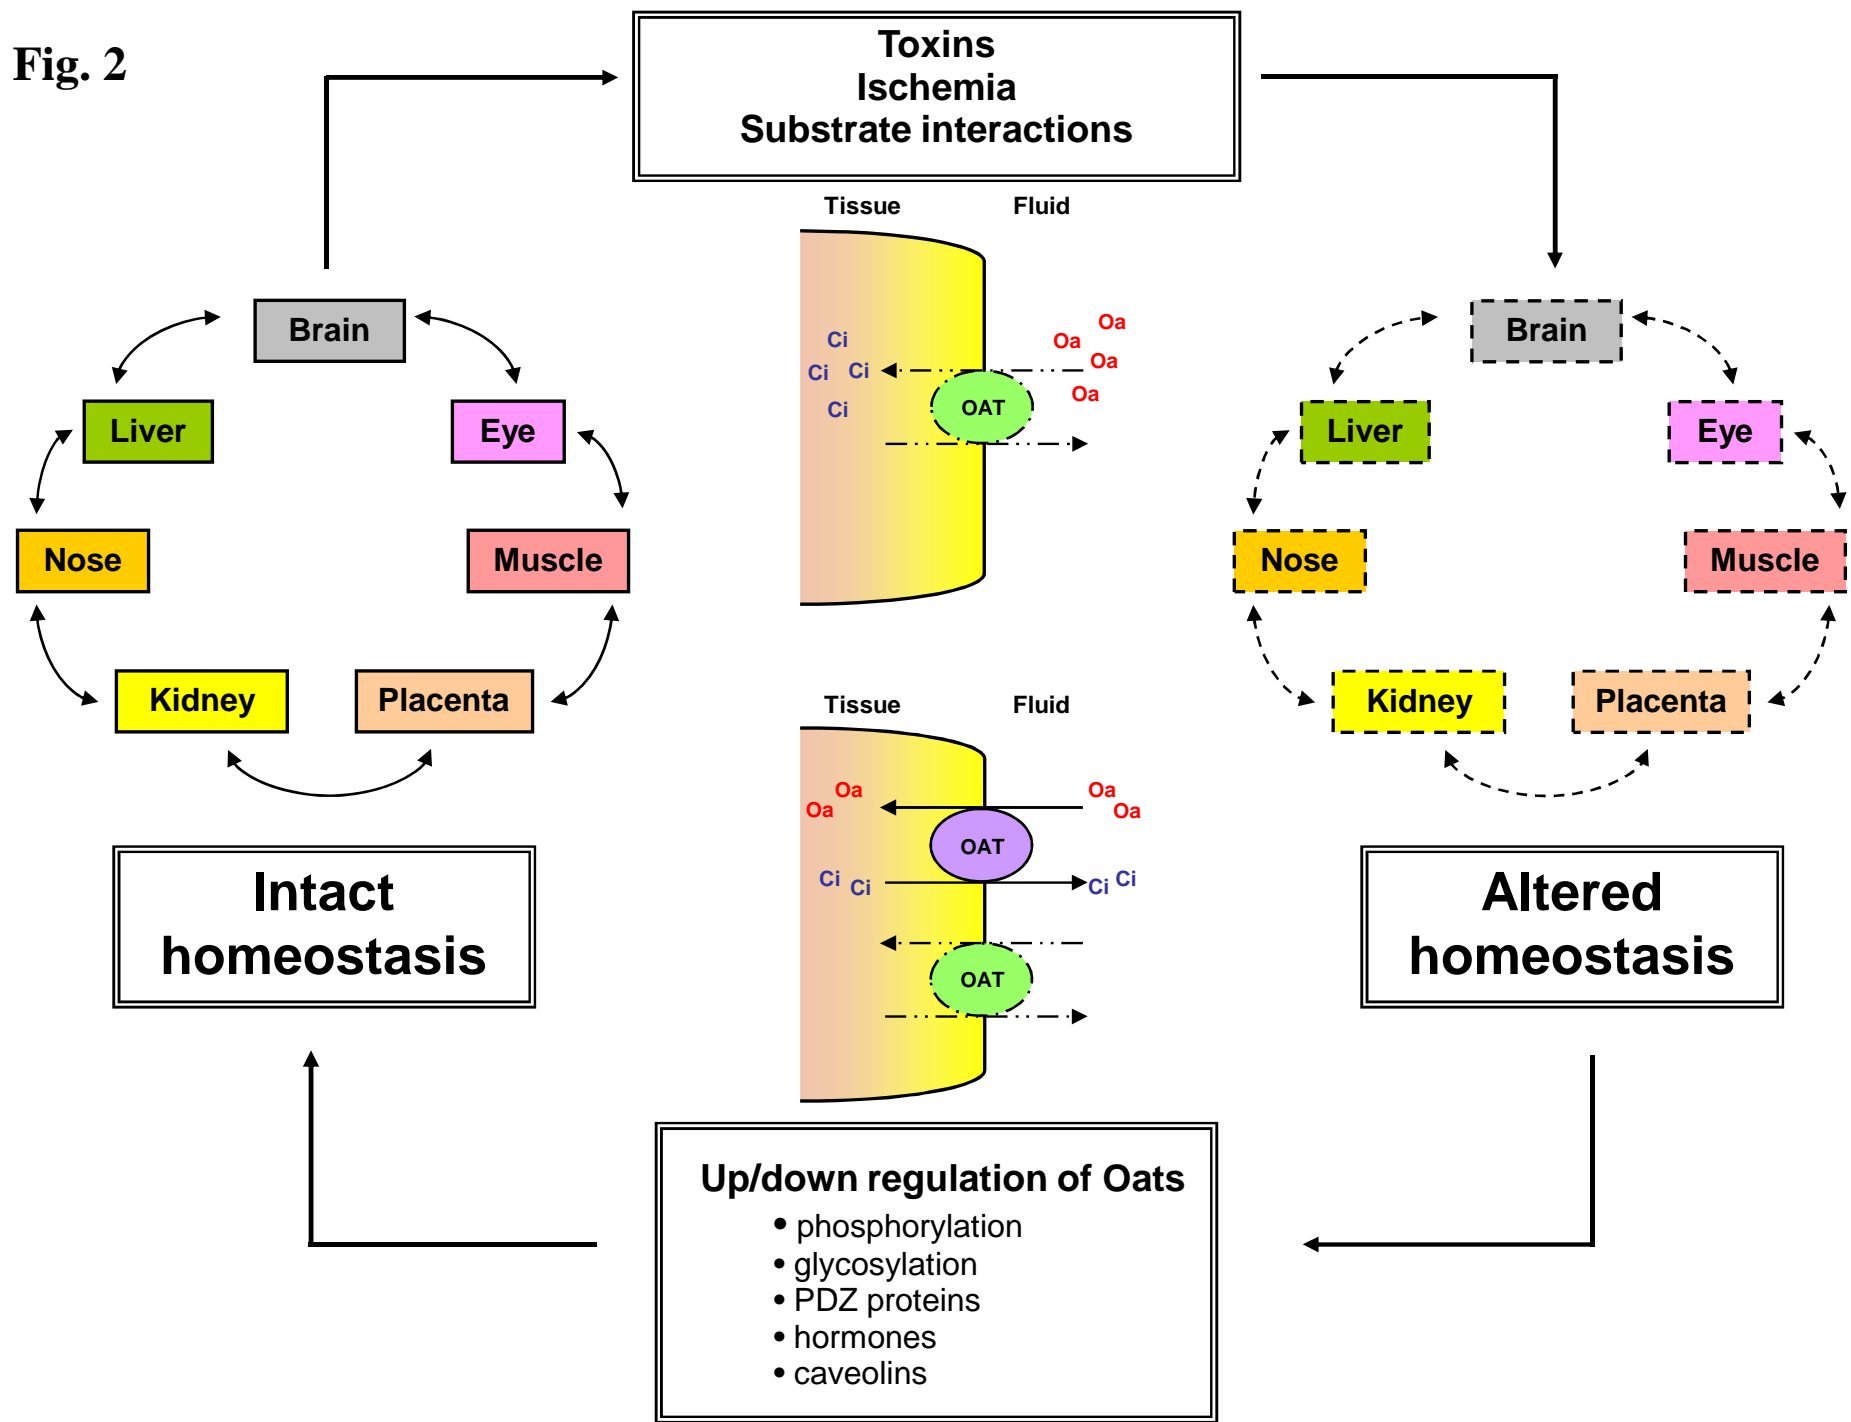 Fig. 2
Toxins
Ischemia
Substrate interactions
Tissue Fluid
Brain
Liver
Eye
Nose
Muscle
Kidney
Placenta
Intact
homeostasis
Ci
Ci
Ci
Ci
Oa
Oa
Oa
Oa
OAT
Tissue Fluid
Oa
Oa
Oa
Oa
OAT
Ci
Ci
Ci
Ci
OAT
Brain
Liver
Eye
Nose
Muscle
Kidney
Placenta
Altered
homeostasis
Up/down regulation of Oats
• phosphorylation
• glycosylation
• PDZ proteins
• hormones
• caveolins